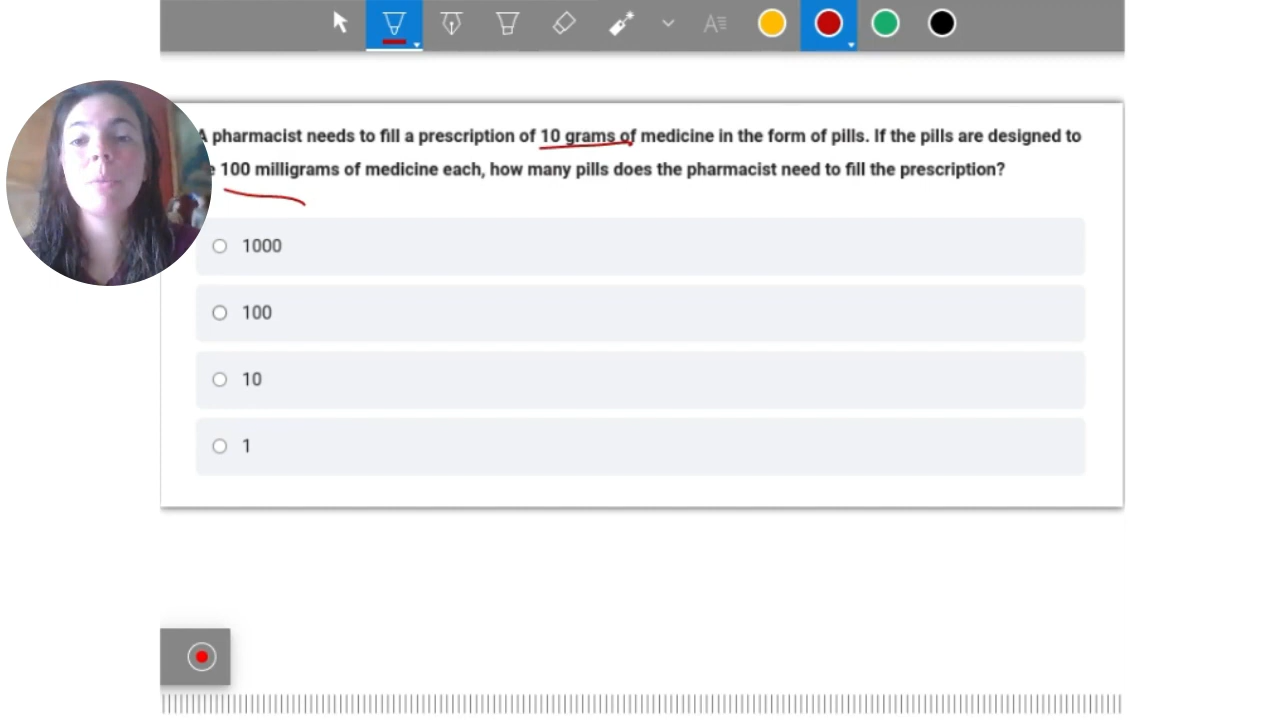 A pharmacist needs to fill a prescription of 10 grams of medicine in the form of pills. If the pills are designed to
100 milligrams of medicine each, how many pills does the pharmacist need to fill the prescription?
1000
100
10
1